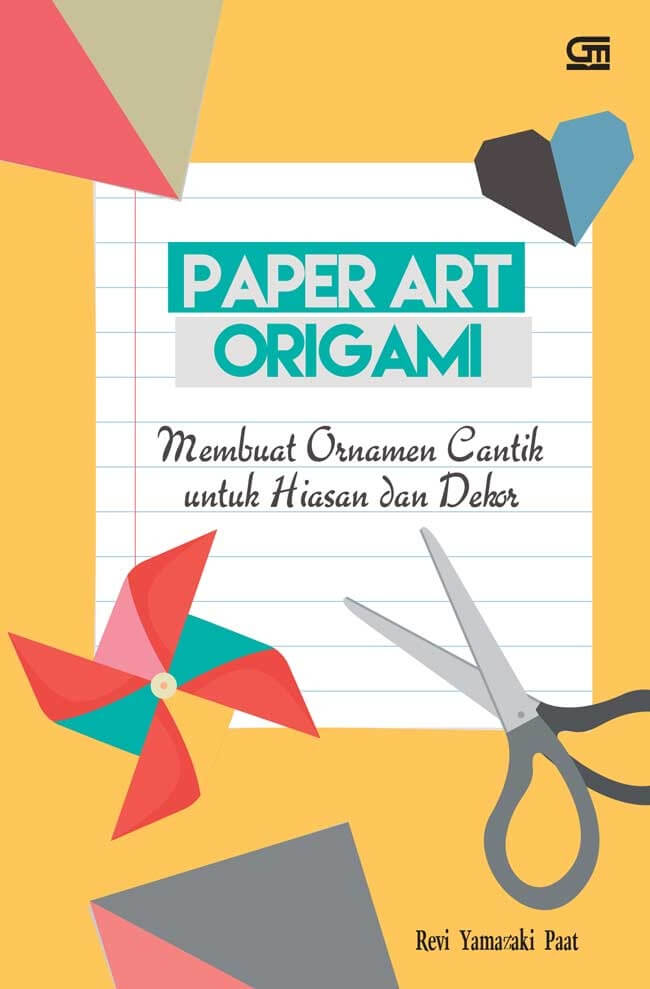 PAPER ART
ORIGAMI
Membuat Ornamen Cantik
untuk Hiasan dan Dekor
Revi Yamazaki Paat